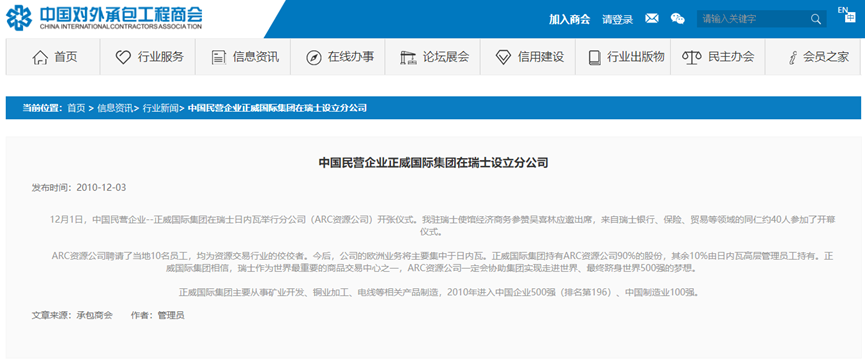 中国对外承包工程商会
CHINA INTERNATIONAL CONTRACTORS ASSOCIATION
加入商会 请登录 请输入关键字 EN 中
首页 行业服务 信息资讯 在线办事 论坛展会 信用建设 行业出版物 民主办会 会员之家
当前位置：首页 > 信息资讯> 行业新闻> 中国民营企业正威国际集团在瑞士设立分公司
中国民营企业正威国际集团在瑞士设立分公司
发布时间：2010-12-03
12月1日，中国民营企业--正威国际集团在瑞士日内瓦举行分公司（ARC资源公司）开张仪式。我驻瑞士使馆经济商务参赞吴喜林应邀出席，来自瑞士银行、保险、贸易等领域的同仁约40人参加了开幕
仪式。
ARC资源公司聘请了当地10名员工，均为资源交易行业的佼佼者。今后，公司的欧洲业务将主要集中于日内瓦。正威国际集团持有ARC资源公司90%的股份，其余10%由日内瓦高层管理员工持有。正
威国际集团相信，瑞士作为世界最重要的商品交易中心之一，ARC资源公司一定会协助集团实现走进世界、最终跻身世界500强的梦想。
正威国际集团主要从事矿业开发、铜业加工、电线等相关产品制造，2010年进入中国企业500强（排名第196）、中国制造业100强。
文章来源：承包商会 作者：管理员